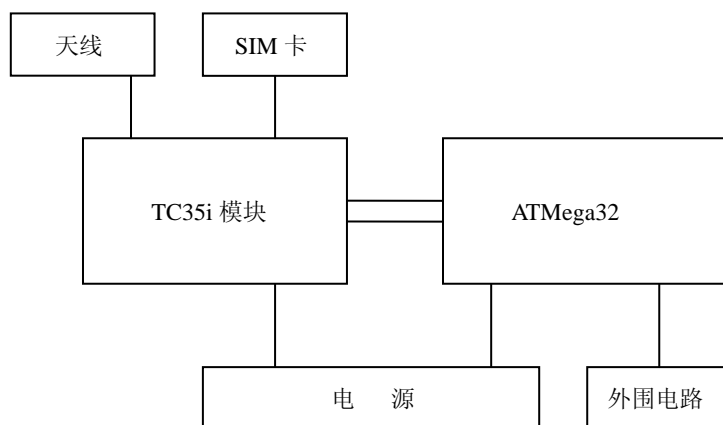 天线
SIM 卡
TC35i 模块
ATMega32
电 源
外围电路